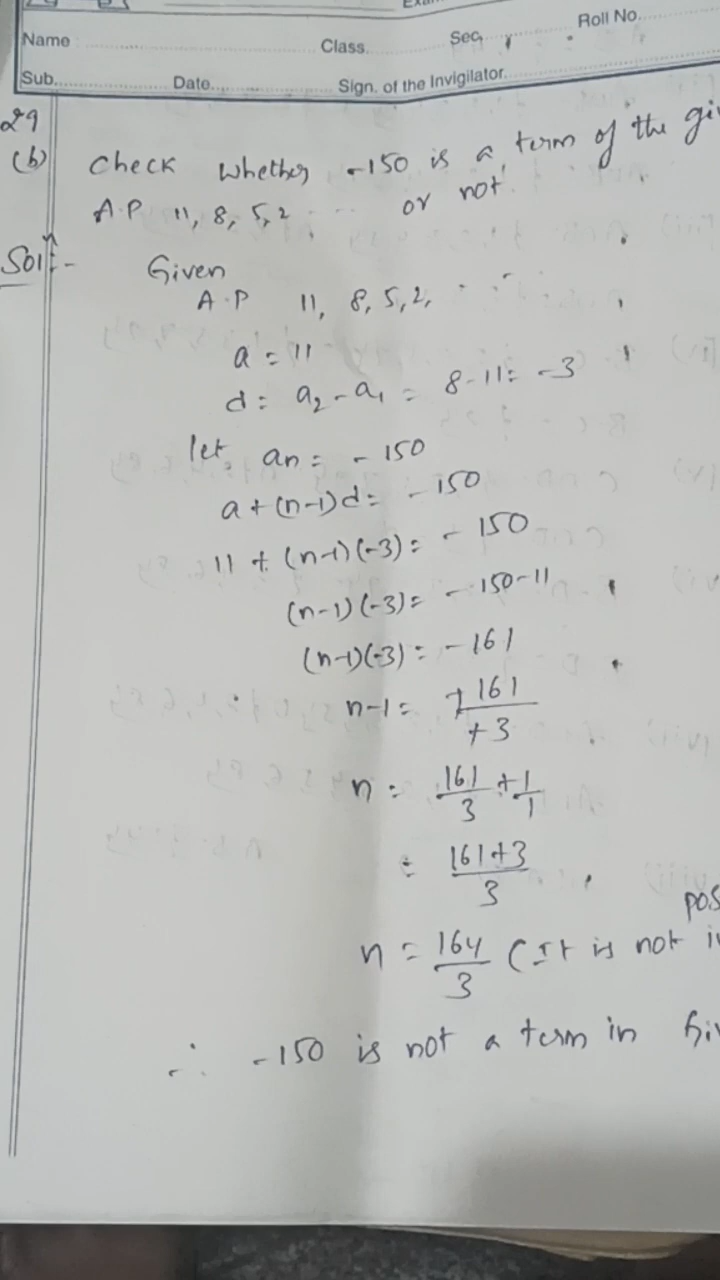 Name Class Sec Roll No.
Sub. Date Sign. of the Invigilator
29
(b) Check whether -150 is a term of the
A.P 11, 8, 5, 2 . . . or not
Sol:- Given
A.P 11, 8, 5, 2, . . .
a = 11
d = a₂ - a₁ = 8-11 = -3
let an = -150
a + (n-1)d = -150
11 + (n-1)(-3) = -150
(n-1)(-3) = -150-11
(n-1)(-3) = -161
n-1 = +161/+3
n = 161/3 + 1/1
= 161+3/3
n = 164/3 (It is not
∴ -150 is not a term in